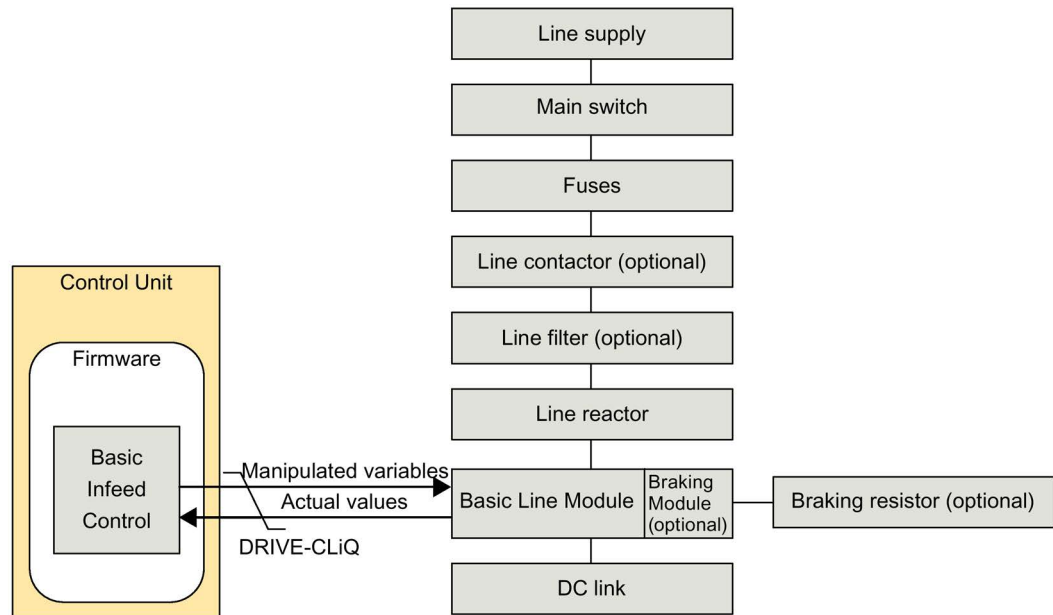 Line supply
Main switch
Fuses
Line contactor (optional)
Line filter (optional)
Line reactor
Control Unit
Firmware
Basic
Infeed
Control
Manipulated variables
Actual values
DRIVE-CLiQ
Basic Line Module
Braking
Module
(optional)
Braking resistor (optional)
DC link